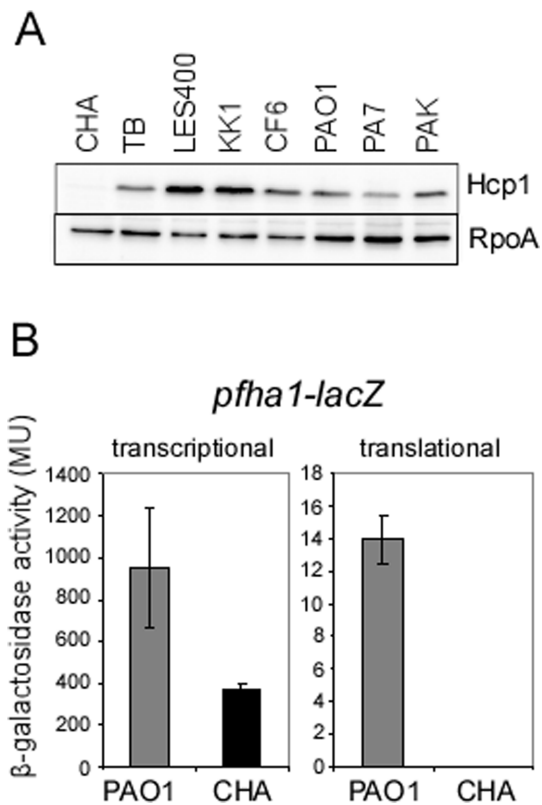 A
CHA TB LES400 KK1 CF6 PAO1 PA7 PAK
Hcp1
RpoA
B
pfha1-lacZ
transcriptional translational
β-galactosidase activity (MU)
1400
1200
1000
800
600
400
200
0
PAO1 CHA
18
16
14
12
10
8
6
4
2
0
PAO1 CHA